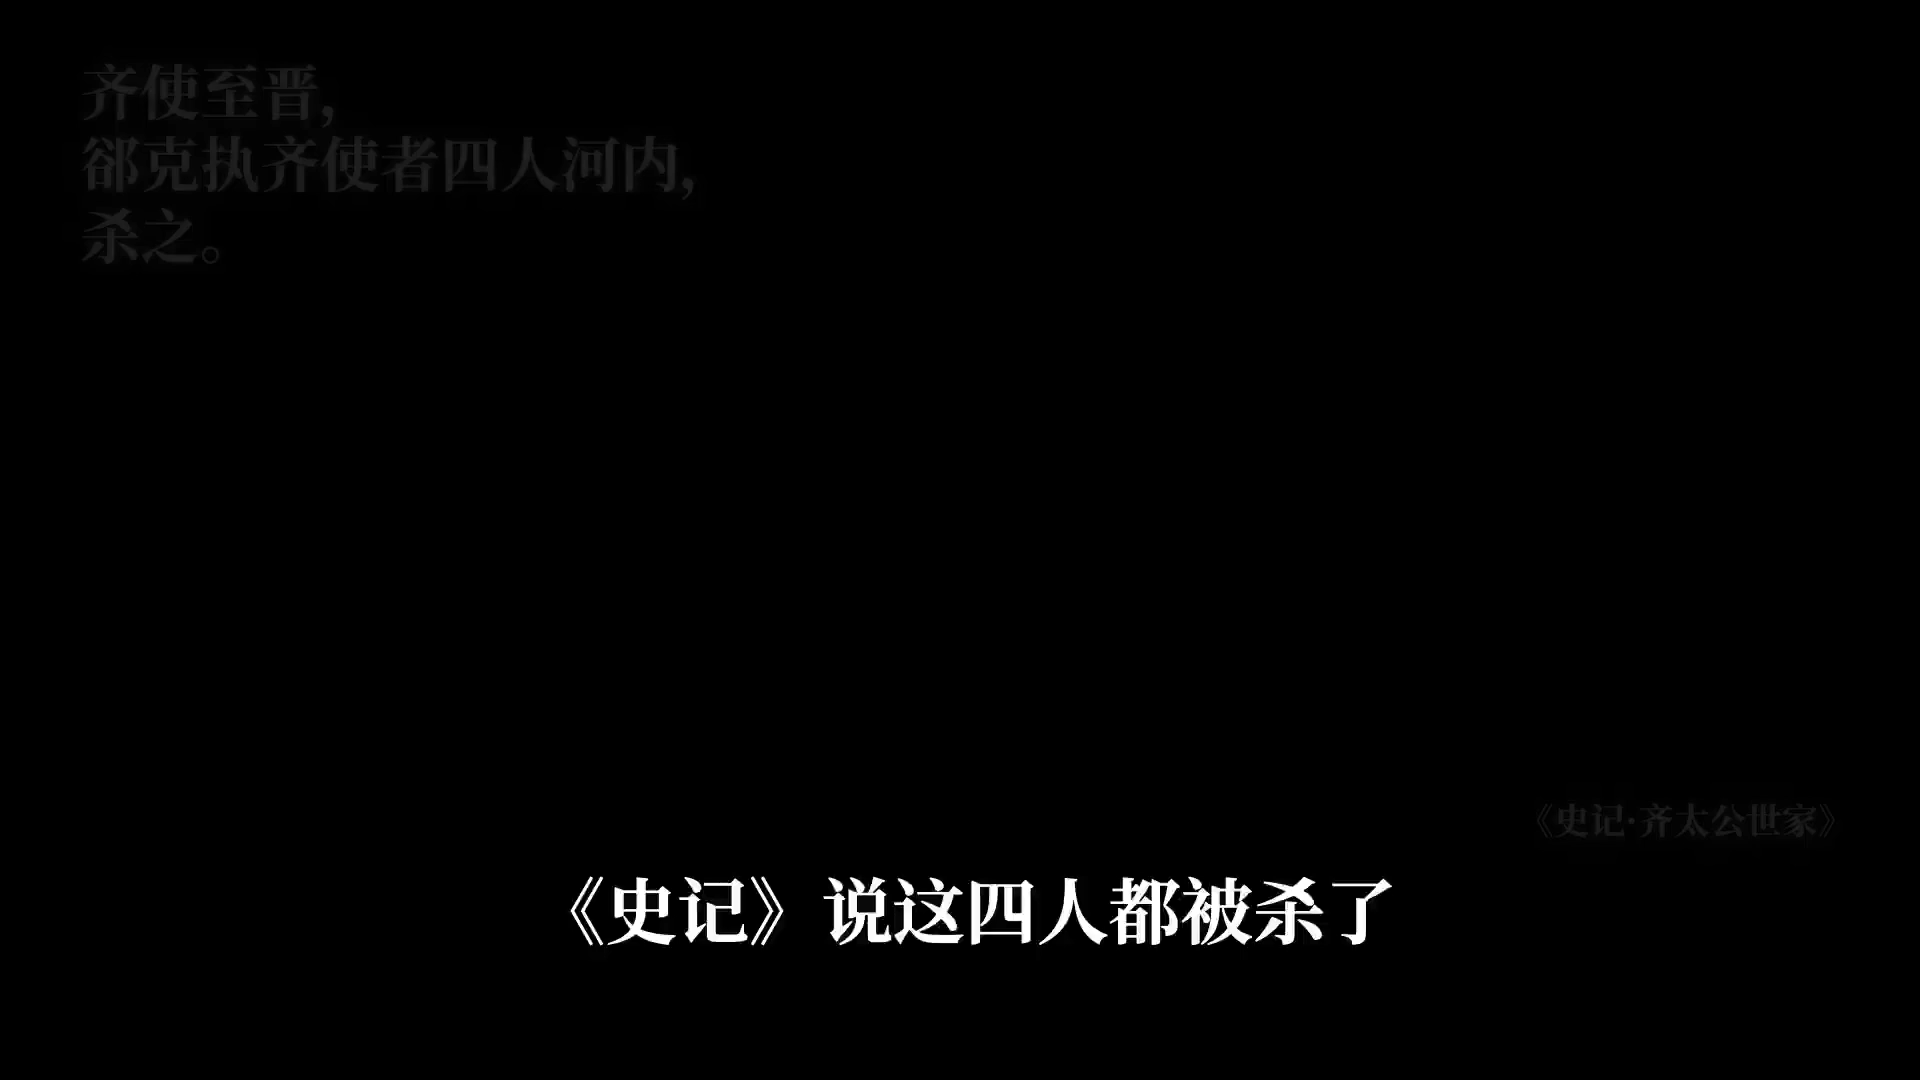 齐使至晋，
郤克执齐使者四人河内，
杀之。
《史记·齐太公世家》
《史记》说这四人都被杀了